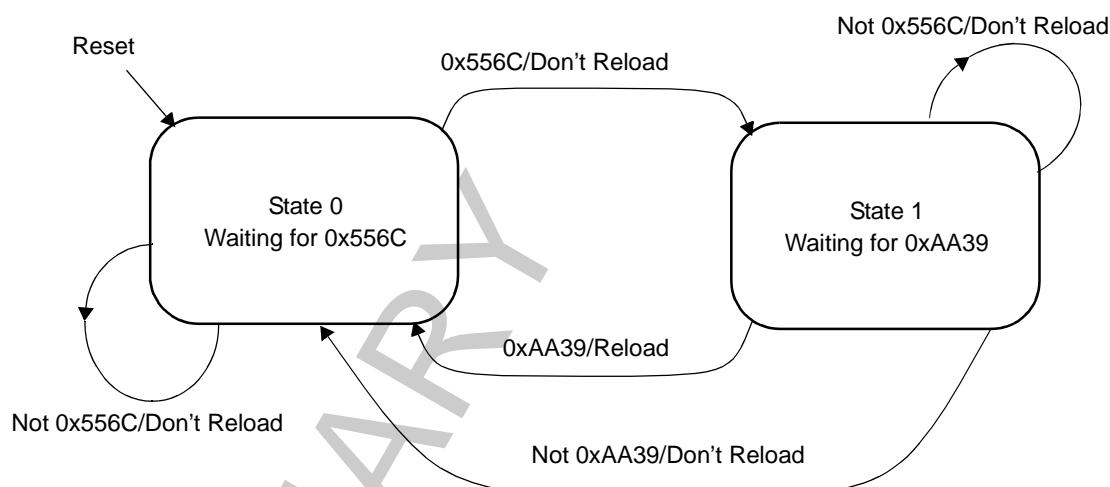 Not 0x556C/Don't Reload
Reset
0x556C/Don't Reload
State 0
Waiting for 0x556C
State 1
Waiting for 0xAA39
0xAA39/Reload
Not 0x556C/Don't Reload
Not 0xAA39/Don't Reload
ARY